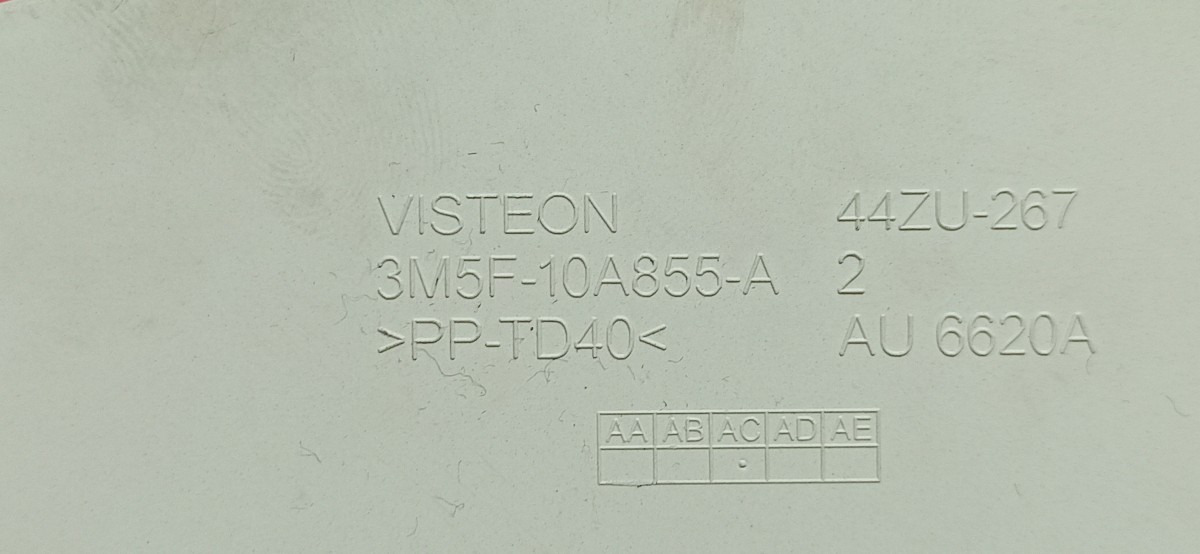 VISTEON 44ZU-267
3M5F-10A855-A 2
>PP-TD40< AU 6620A
AA AB AC AD AE